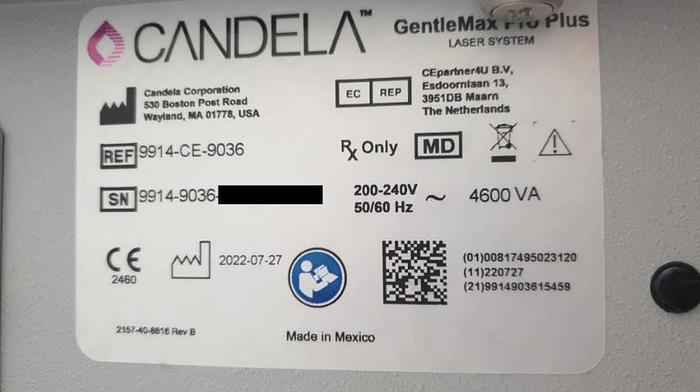 CANDELA™
GentleMax Pro Plus
LASER SYSTEM
Candela Corporation
530 Boston Post Road
Wayland, MA 01778, USA
EC REP
CEpartner4U B.V,
Esdoornlaan 13,
3951DB Maarn
The Netherlands
REF 9914-CE-9036
Rx Only
MD
SN 9914-9036-
200-240V ~ 4600 VA
50/60 Hz
CE
2460
2022-07-27
(01)00817495023120
(11)220727
(21)9914903615459
2157-40-8816 Rev B
Made in Mexico